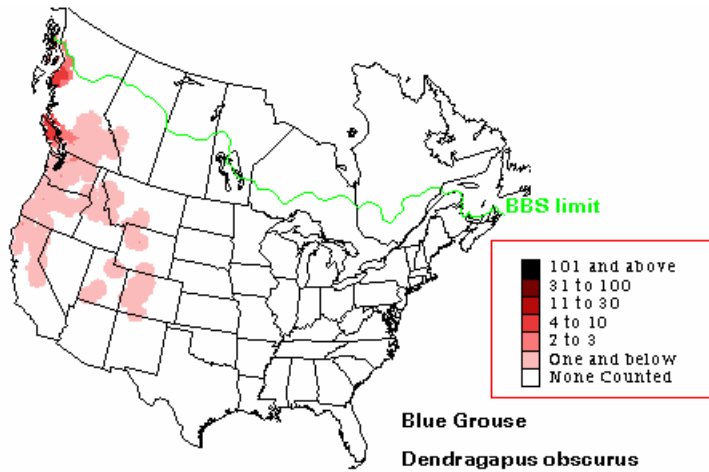 BBS limit
101 and above
31 to 100
11 to 30
4 to 10
2 to 3
One and below
None Counted
Blue Grouse
Dendragapus obscurus